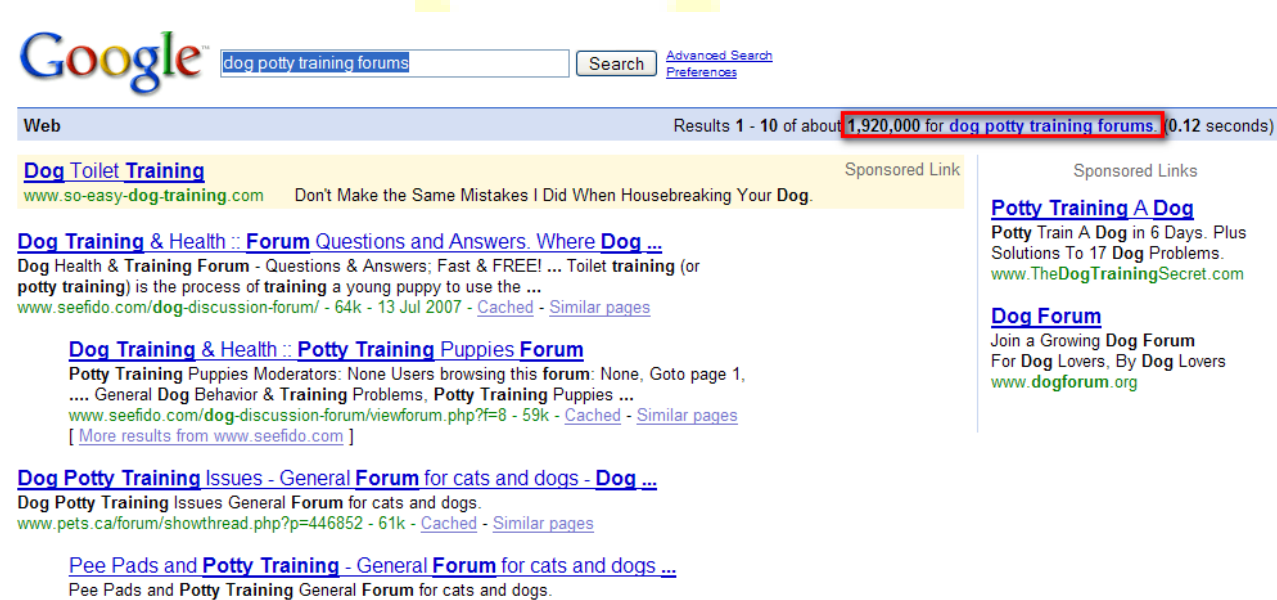 Google™ dog potty training forums Search Advanced Search
Preferences
Web Results 1 - 10 of about 1,920,000 for dog potty training forums. (0.12 seconds)
Dog Toilet Training Sponsored Link
www.so-easy-dog-training.com Don't Make the Same Mistakes I Did When Housebreaking Your Dog.
Dog Training & Health :: Forum Questions and Answers. Where Dog ...
Dog Health & Training Forum - Questions & Answers; Fast & FREE! ... Toilet training (or
potty training) is the process of training a young puppy to use the ...
www.seefido.com/dog-discussion-forum/ - 64k - 13 Jul 2007 - Cached - Similar pages
Dog Training & Health :: Potty Training Puppies Forum
Potty Training Puppies Moderators: None Users browsing this forum: None, Goto page 1,
.... General Dog Behavior & Training Problems, Potty Training Puppies ...
www.seefido.com/dog-discussion-forum/viewforum.php?f=8 - 59k - Cached - Similar pages
[ More results from www.seefido.com ]
Dog Potty Training Issues - General Forum for cats and dogs - Dog ...
Dog Potty Training Issues General Forum for cats and dogs.
www.pets.ca/forum/showthread.php?p=446852 - 61k - Cached - Similar pages
Pee Pads and Potty Training - General Forum for cats and dogs ...
Pee Pads and Potty Training General Forum for cats and dogs.
Sponsored Links
Potty Training A Dog
Potty Train A Dog in 6 Days. Plus
Solutions To 17 Dog Problems.
www.TheDogTrainingSecret.com
Dog Forum
Join a Growing Dog Forum
For Dog Lovers, By Dog Lovers
www.dogforum.org